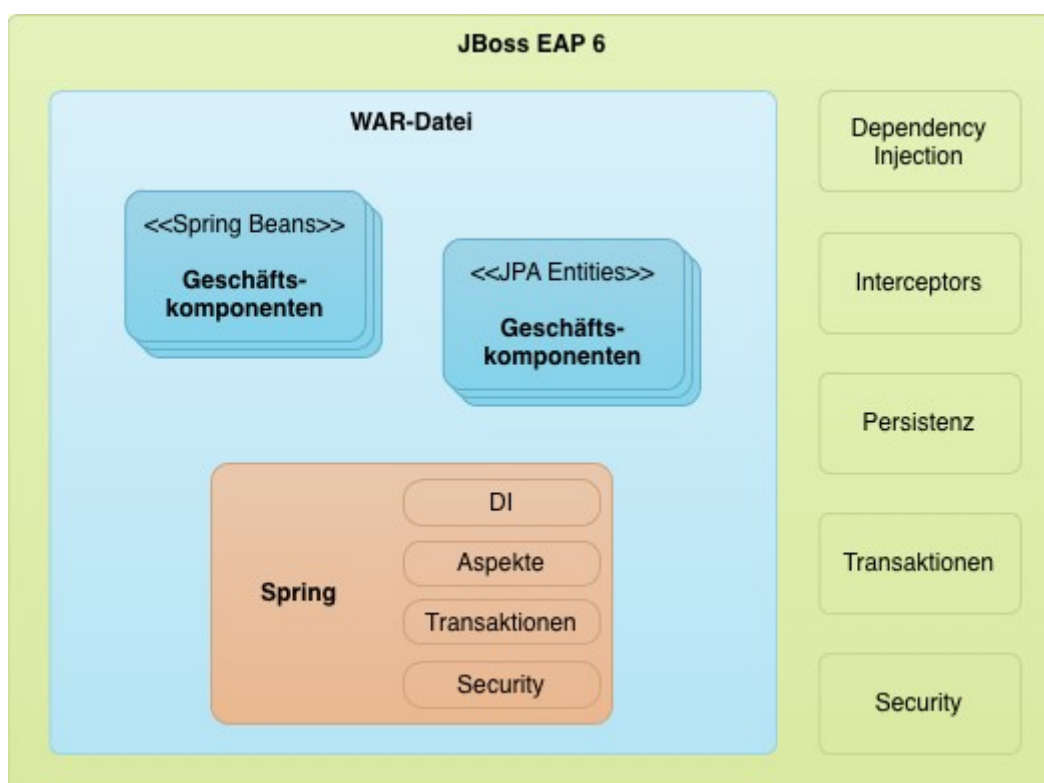 JBoss EAP 6
WAR-Datei
<<Spring Beans>>
Geschäfts-
komponenten
<<JPA Entities>>
Geschäfts-
komponenten
Spring
DI
Aspekte
Transaktionen
Security
Dependency
Injection
Interceptors
Persistenz
Transaktionen
Security